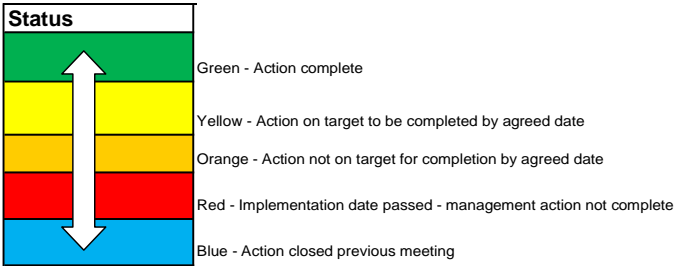 Status
Green - Action complete
Yellow - Action on target to be completed by agreed date
Orange - Action not on target for completion by agreed date
Red - Implementation date passed - management action not complete
Blue - Action closed previous meeting